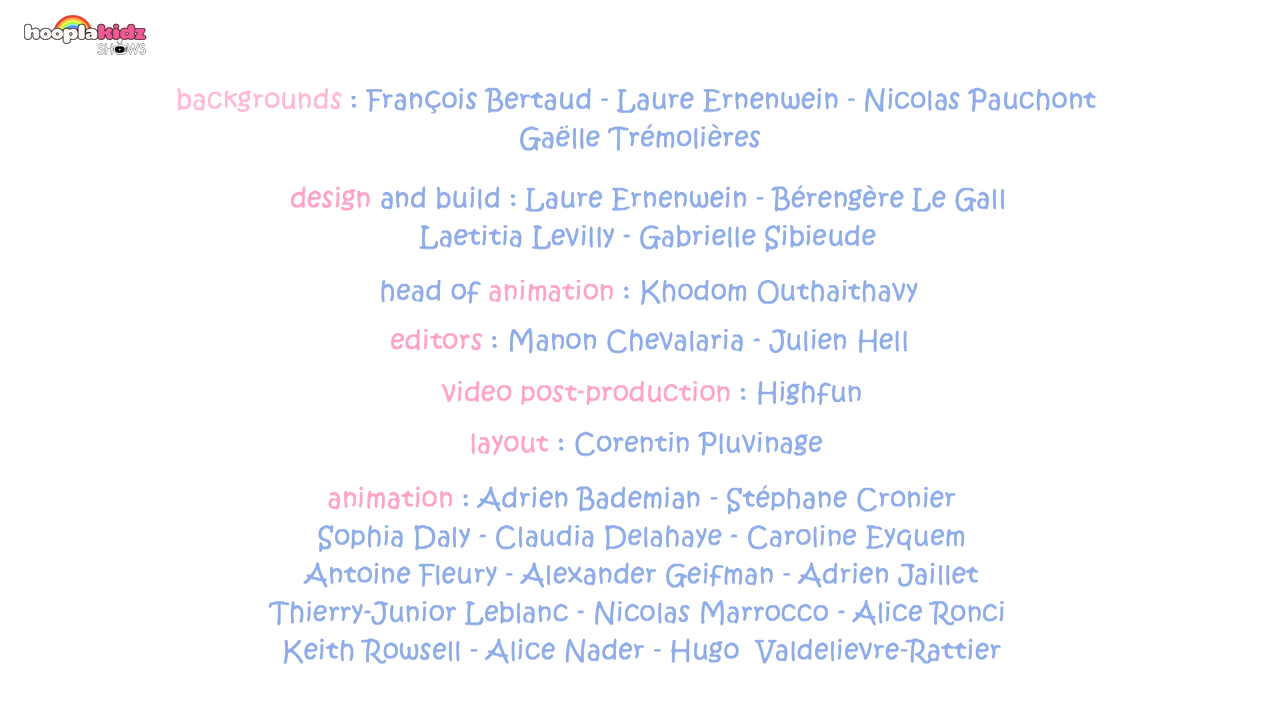 hooplakidz
SHOWS
backgrounds : François Bertaud - Laure Ernenwein - Nicolas Pauchont
Gaëlle Trémolières
design and build : Laure Ernenwein - Bérengère Le Gall
Laetitia Levilly - Gabrielle Sibieude
head of animation : Khodom Outhaithavy
editors : Manon Chevalaria - Julien Hell
video post-production : Highfun
layout : Corentin Pluvinage
animation : Adrien Bademian - Stéphane Cronier
Sophia Daly - Claudia Delahaye - Caroline Eyquem
Antoine Fleury - Alexander Geifman - Adrien Jaillet
Thierry-Junior Leblanc - Nicolas Marrocco - Alice Ronci
Keith Rowsell - Alice Nader - Hugo Valdelievre-Rattier